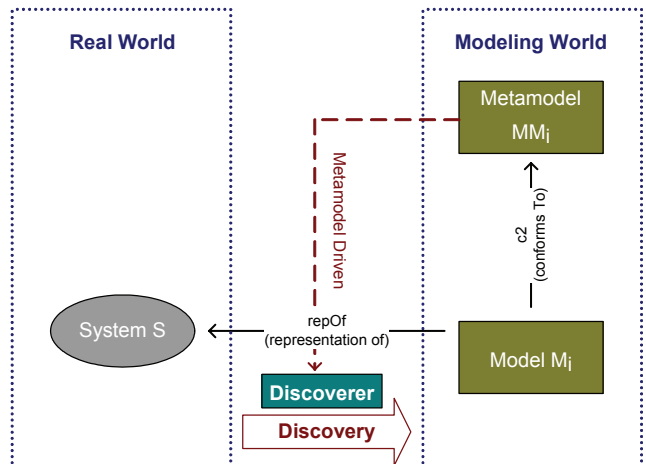 Real World
Modeling World
Metamodel
MMi
Metamodel Driven
c2
(conforms To)
System S
repOf
(representation of)
Model Mi
Discoverer
Discovery